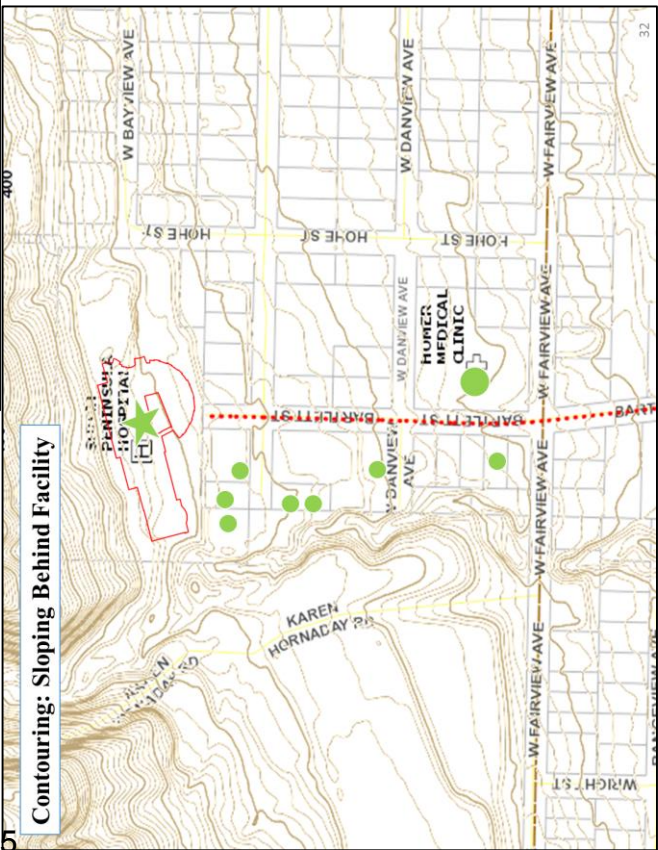 Contouring: Sloping Behind Facility
400
5
32
W BAYVIEW AVE
W DANVIEW AVE
W FAIRVIEW AVE
HOHE ST
HOHE ST
HOHE ST
PENINSULA
HOSPITAL
H
W DANVIEW AVE
HOMER
MEDICAL
CLINIC
W FAIRVIEW AVE
BARTLETT ST
BARTLETT ST
W DANVIEW
AVE
W FAIRVIEW AVE
KAREN
HORNADAY RD
W FAIRVIEW AVE
WRIGHT ST